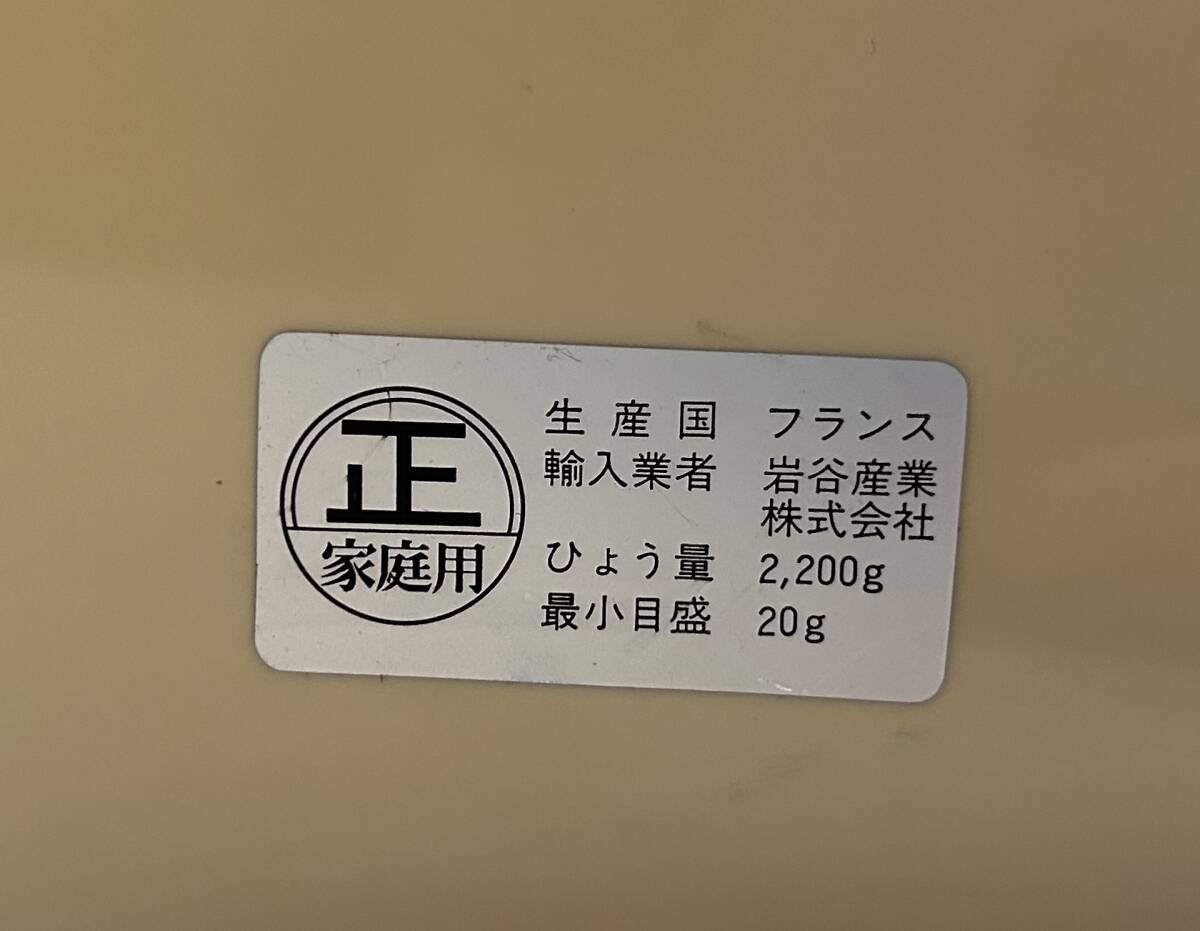 正
家庭用
生産国 フランス
輸入業者 岩谷産業
株式会社
ひょう量 2,200g
最小目盛 20g